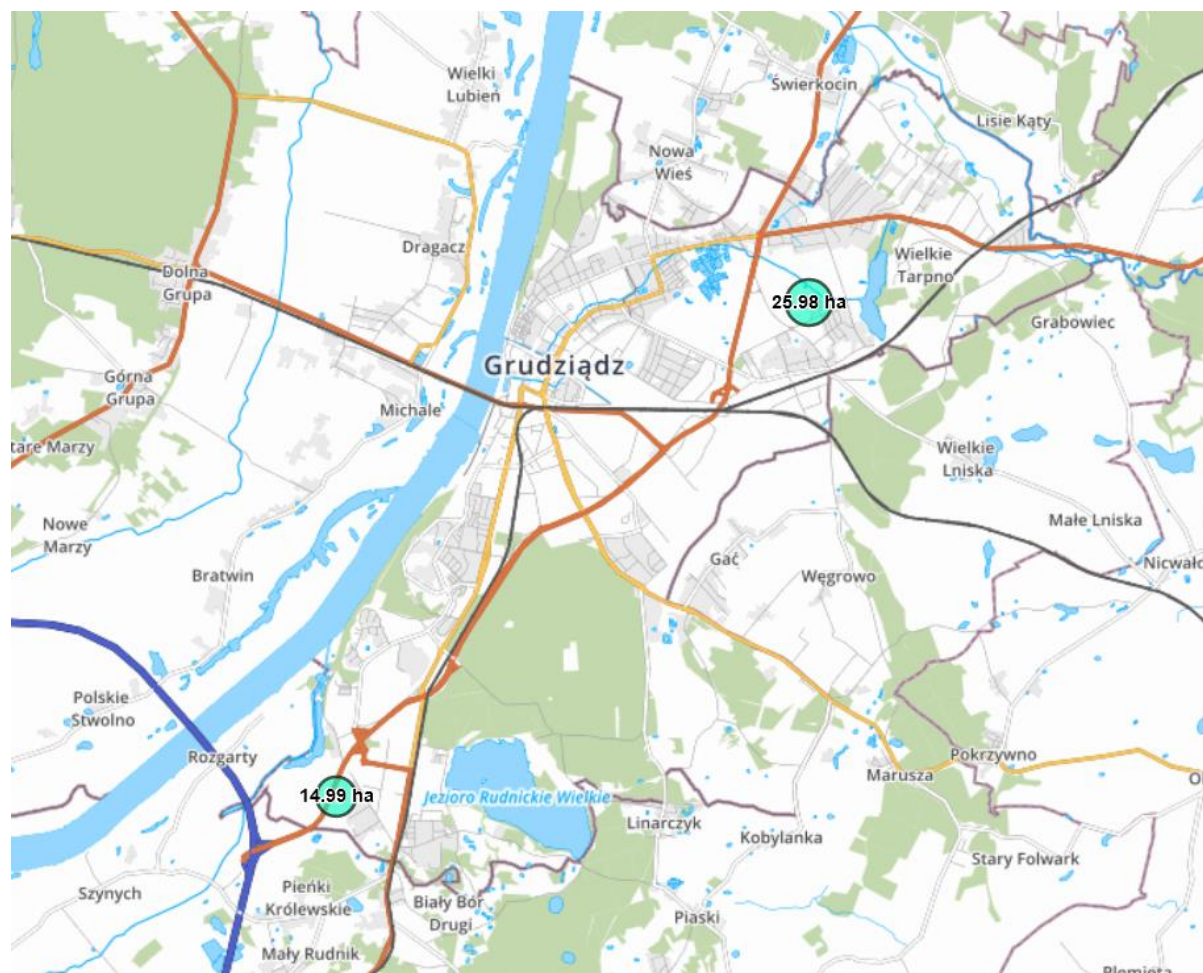 Wielki
Lubień
Świerkocin
Lisie Kąty
Nowa
Wieś
Dragacz
Wielkie
Tarpno
Dolna
Grupa
25.98 ha
Grabowiec
Grudziądz
Górna
Grupa
Michale
tare Marzy
Wielkie
Lniska
Nowe
Marzy
Małe Lniska
Bratwin
Gać
Węgrowo
Nicwałd
Polskie
Stwolno
Rozgarty
Pokrzywno
Marusza
O
14.99 ha
Jezioro Rudnickie Wielkie
Linarczyk
Kobylanka
Stary Folwark
Szynych
Pieńki
Królewskie
Biały Bór
Drugi
Piaski
Mały Rudnik